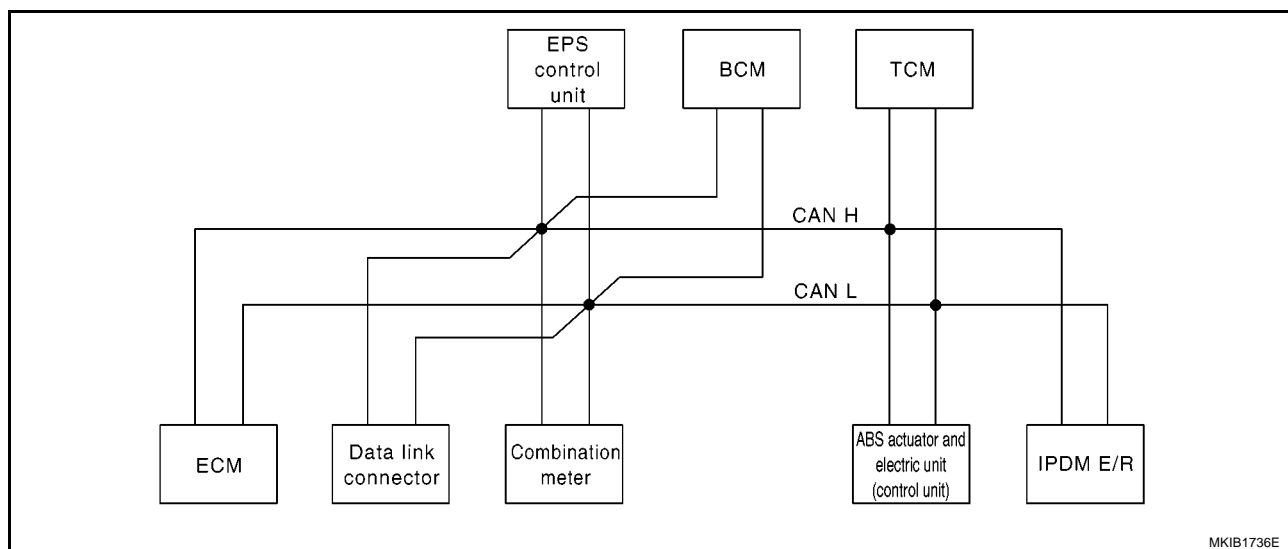 EPS
control
unit
BCM
TCM
CAN H
CAN L
ECM
Data link
connector
Combination
meter
ABS actuator and
electric unit
(control unit)
IPDM E/R
MKIB1736E